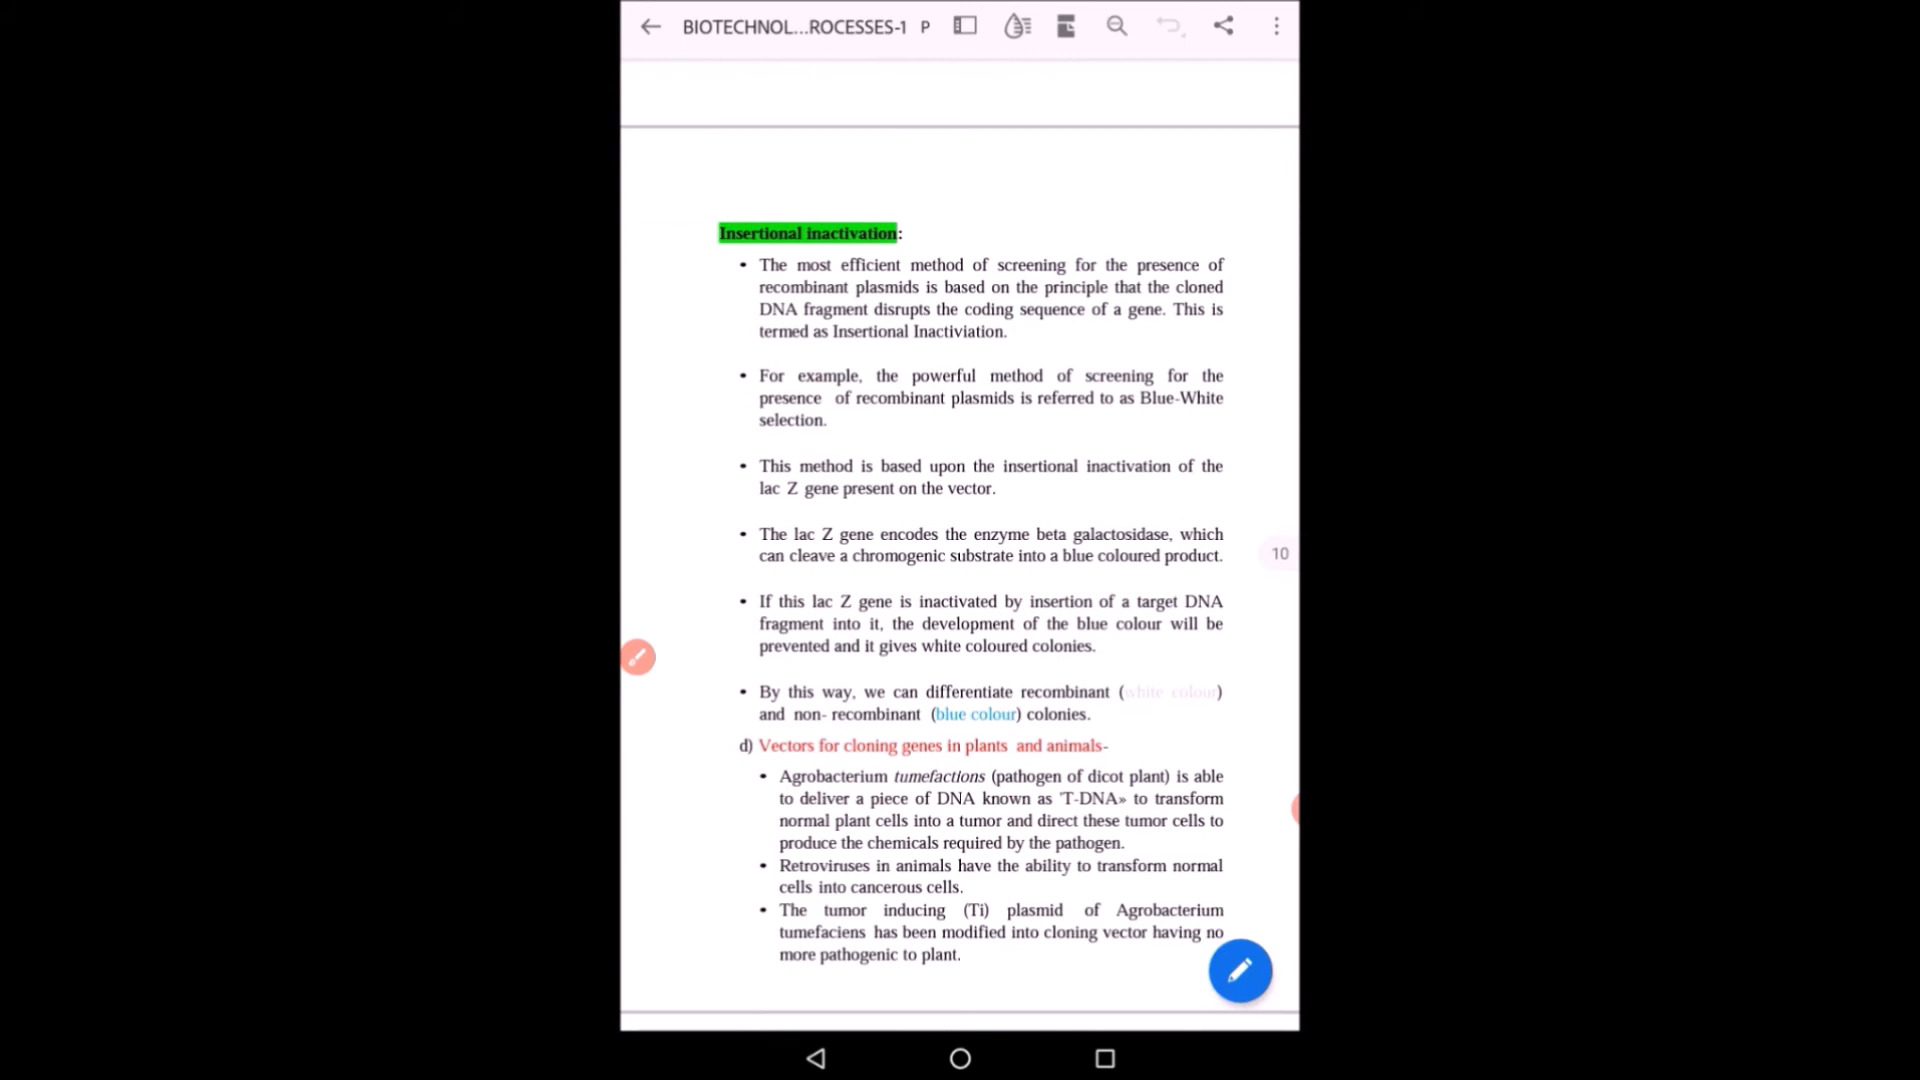 BIOTECHNOL...ROCESSES-1 P
Insertional inactivation:
• The most efficient method of screening for the presence of
recombinant plasmids is based on the principle that the cloned
DNA fragment disrupts the coding sequence of a gene. This is
termed as Insertional Inactiviation.
• For example, the powerful method of screening for the
presence of recombinant plasmids is referred to as Blue-White
selection.
• This method is based upon the insertional inactivation of the
lac Z gene present on the vector.
• The lac Z gene encodes the enzyme beta galactosidase, which
can cleave a chromogenic substrate into a blue coloured product.
10
• If this lac Z gene is inactivated by insertion of a target DNA
fragment into it, the development of the blue colour will be
prevented and it gives white coloured colonies.
• By this way, we can differentiate recombinant (white colour)
and non- recombinant (blue colour) colonies.
d) Vectors for cloning genes in plants and animals-
• Agrobacterium tumefactions (pathogen of dicot plant) is able
to deliver a piece of DNA known as 'T-DNA» to transform
normal plant cells into a tumor and direct these tumor cells to
produce the chemicals required by the pathogen.
• Retroviruses in animals have the ability to transform normal
cells into cancerous cells.
• The tumor inducing (Ti) plasmid of Agrobacterium
tumefaciens has been modified into cloning vector having no
more pathogenic to plant.